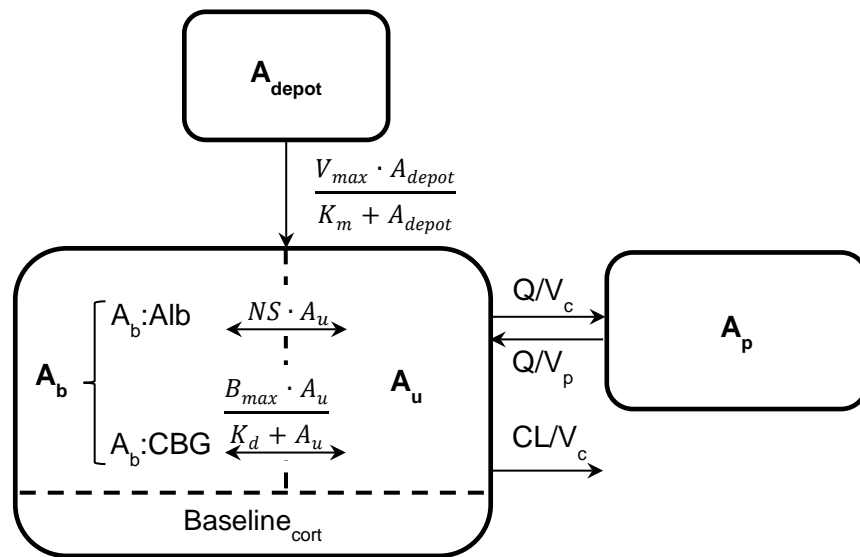 A_depot
V_max · A_depot
K_m + A_depot
A_b:Alb
NS · A_u
Q/V_c
A_p
Q/V_p
A_b
A_u
B_max · A_u
K_d + A_u
A_b:CBG
CL/V_c
Baseline_cort